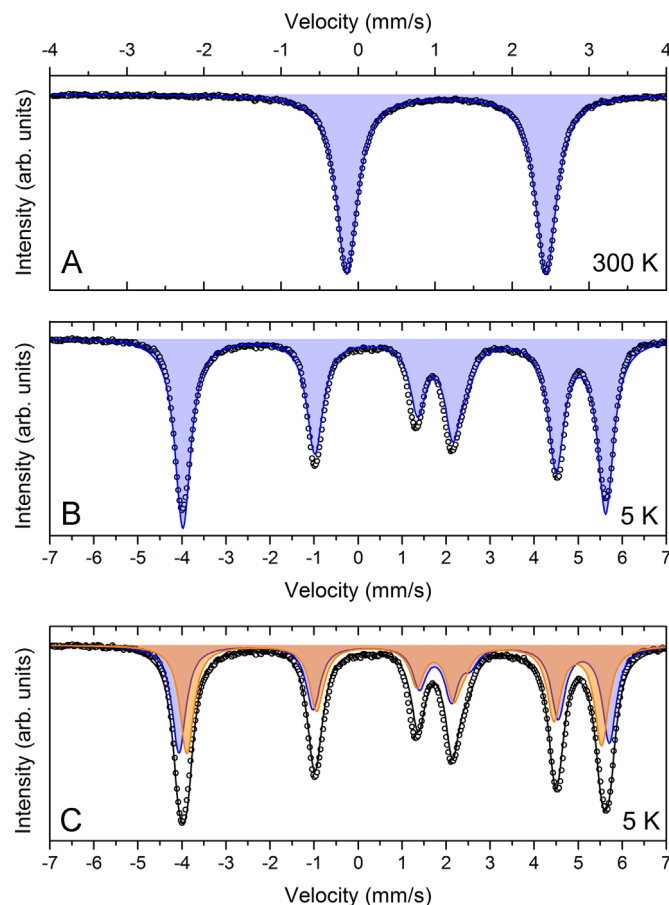 Velocity (mm/s)
-4 -3 -2 -1 0 1 2 3 4
Intensity (arb. units)
A
300 K
Intensity (arb. units)
B
5 K
-7 -6 -5 -4 -3 -2 -1 0 1 2 3 4 5 6 7
Velocity (mm/s)
Intensity (arb. units)
C
5 K
-7 -6 -5 -4 -3 -2 -1 0 1 2 3 4 5 6 7
Velocity (mm/s)